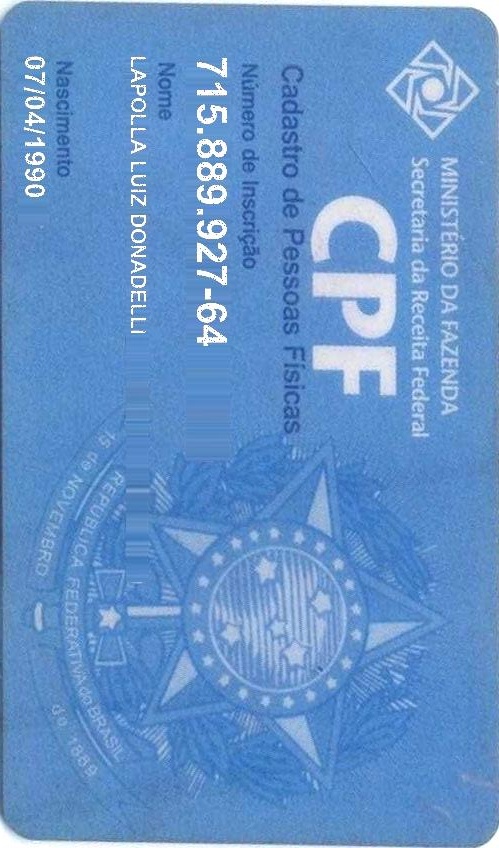 MINISTÉRIO DA FAZENDA
Secretaria da Receita Federal
CPF
Cadastro de Pessoas Físicas
Número de Inscrição
715.889.927-64
Nome
LAPOLLA LUIZ DONADELLI
Nascimento
07/04/1990
REPÚBLICA FEDERATIVA do BRASIL
15 de NOVEMBRO de 1889